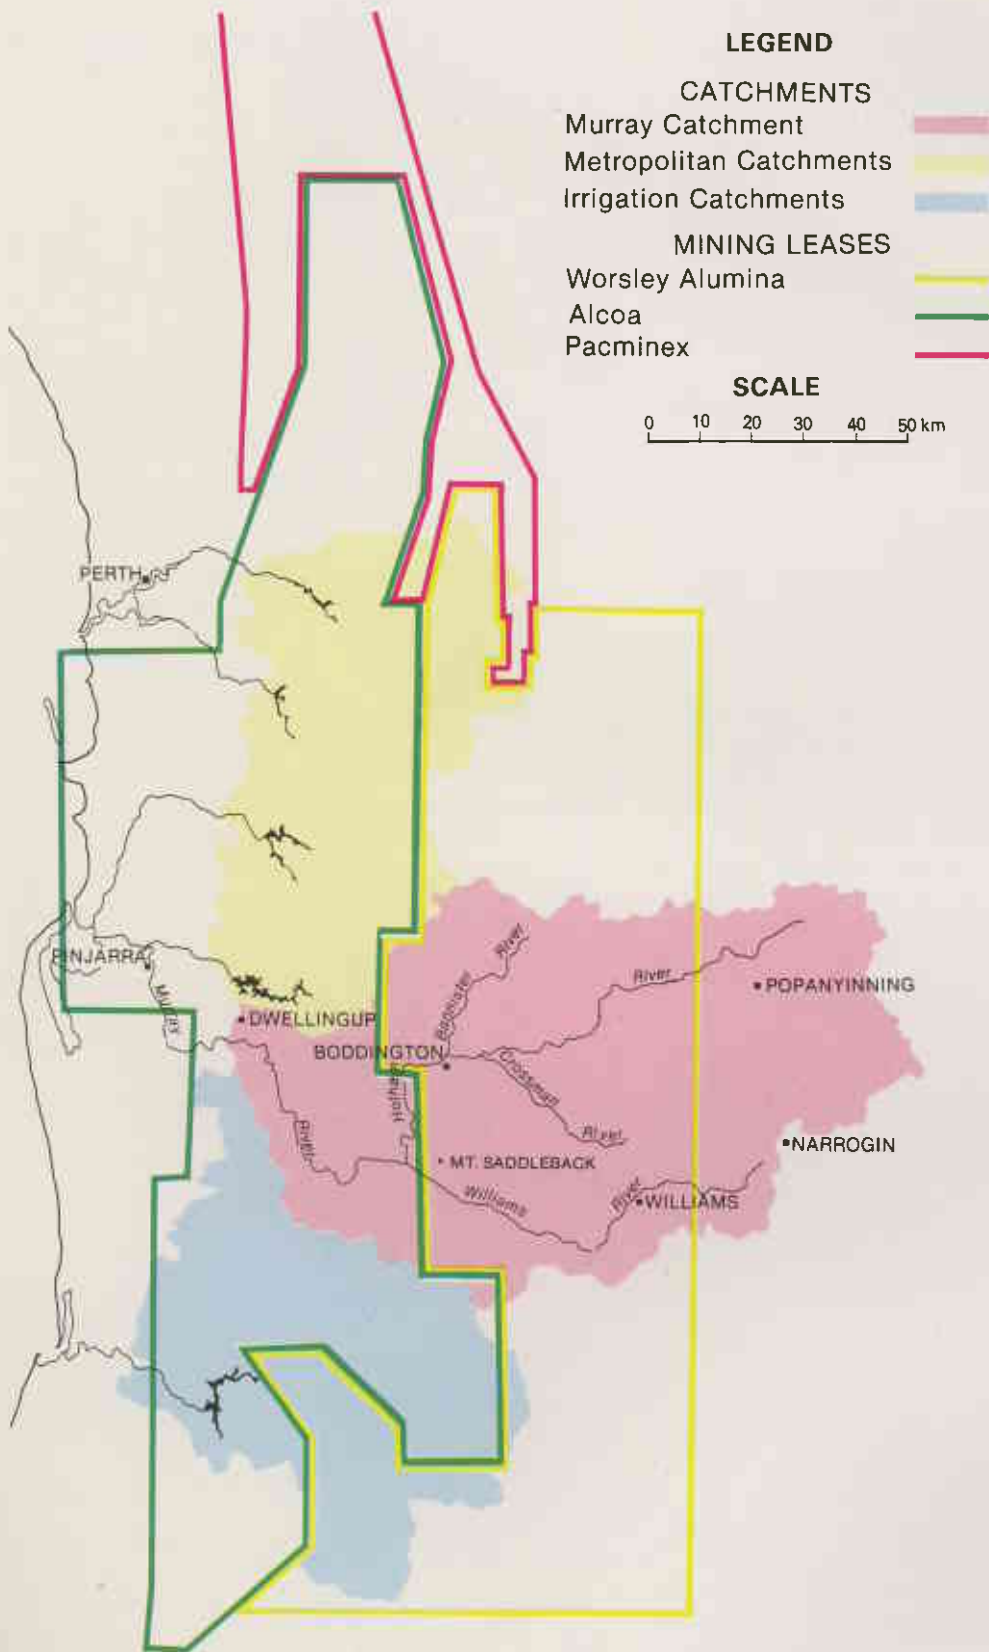 LEGEND
CATCHMENTS
Murray Catchment
Metropolitan Catchments
Irrigation Catchments
MINING LEASES
Worsley Alumina
Alcoa
Pacminex
SCALE
0 10 20 30 40 50 km
PERTH
PINJARRA
Murray
River
DWELLINGUP
BODDINGTON
Hotham
Bannister
River
River
Crossman
River
POPANYINNING
NARROGIN
MT. SADDLEBACK
Williams
River
WILLIAMS